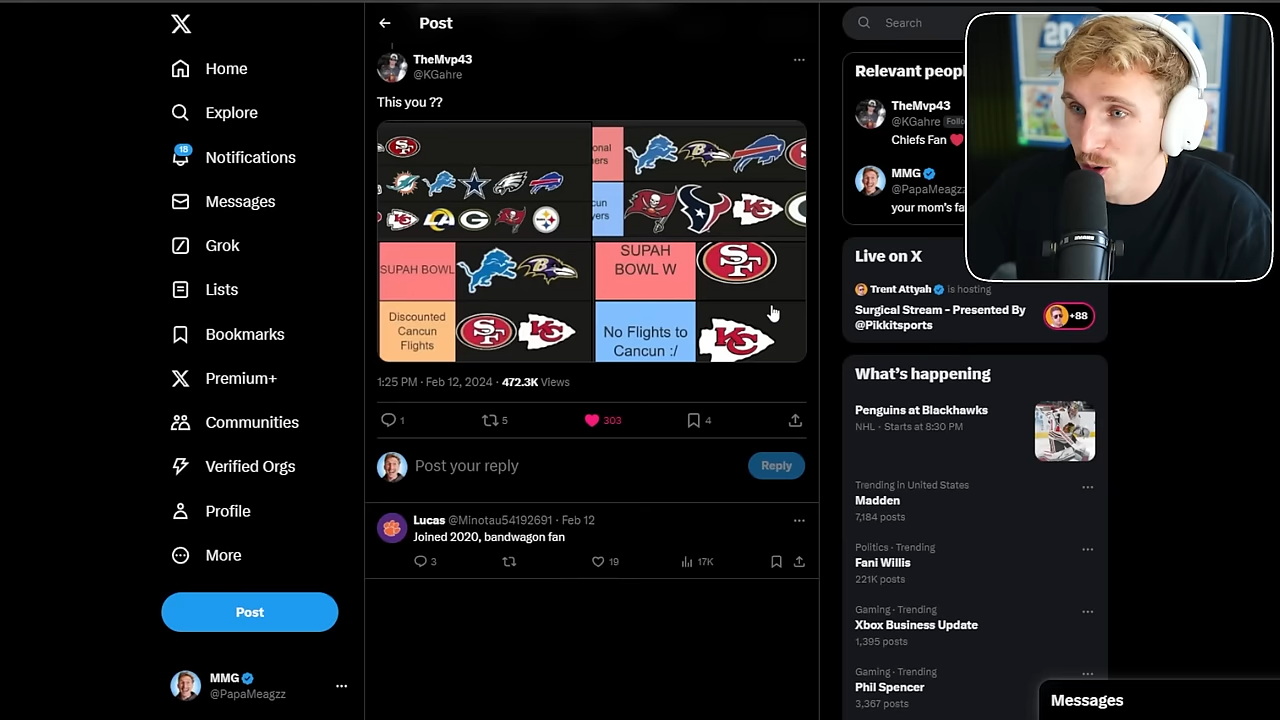 Home
Explore
18
Notifications
Messages
Grok
Lists
Bookmarks
Premium+
Communities
Verified Orgs
Profile
More
Post
MMG
@PapaMeagzz
Post
TheMvp43
@KGahre
This you ??
SUPAH BOWL
Discounted
Cancun
Flights
SUPAH
BOWL W
No Flights to
Cancun :/
1:25 PM · Feb 12, 2024 · 472.3K Views
1
5
303
4
Post your reply
Reply
Lucas @Minotau54192691 · Feb 12
Joined 2020, bandwagon fan
3
19
17K
Search
Relevant peopl
TheMvp43
@KGahre Follo
Chiefs Fan
MMG
@PapaMeagzz
your mom's fa
Live on X
Trent Attyah is hosting
Surgical Stream - Presented By
@Pikkitsports
+88
What's happening
Penguins at Blackhawks
NHL · Starts at 8:30 PM
Trending in United States
Madden
7,184 posts
Politics · Trending
Fani Willis
221K posts
Gaming · Trending
Xbox Business Update
1,395 posts
Gaming · Trending
Phil Spencer
3,367 posts
Messages